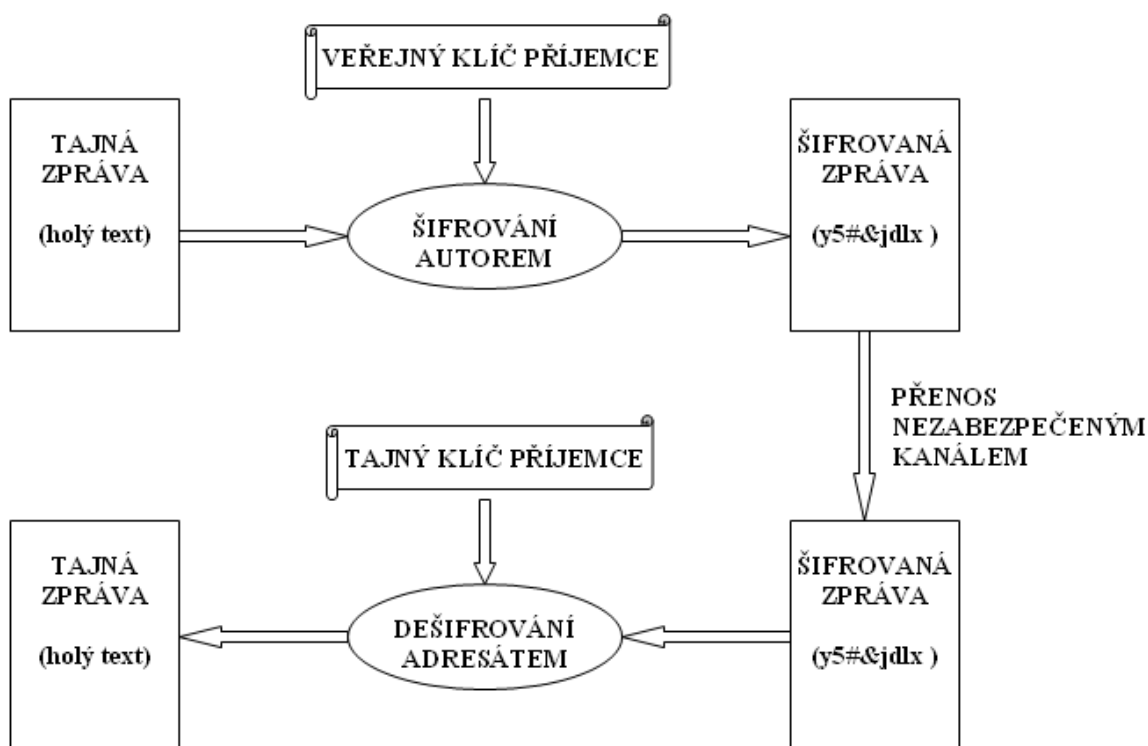 VEŘEJNÝ KLÍČ PŘÍJEMCE
TAJNÁ
ZPRÁVA
(holý text)
ŠIFROVÁNÍ
AUTOREM
ŠIFROVANÁ
ZPRÁVA
(y5#&jdlx )
PŘENOS
NEZABEZPEČENÝM
KANÁLEM
TAJNÝ KLÍČ PŘÍJEMCE
TAJNÁ
ZPRÁVA
(holý text)
DEŠIFROVÁNÍ
ADRESÁTEM
ŠIFROVANÁ
ZPRÁVA
(y5#&jdlx )